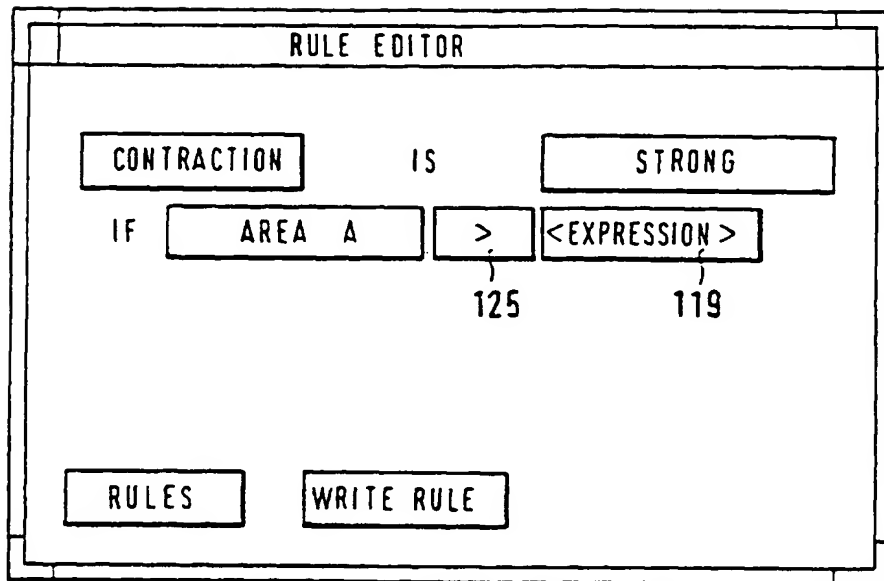 RULE EDITOR
CONTRACTION IS STRONG
IF AREA A > <EXPRESSION>
125 119
RULES WRITE RULE